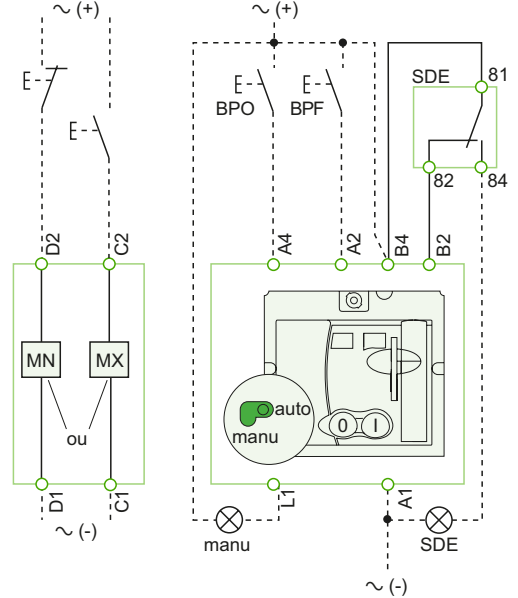 ∼ (+)
∼ (+)
SDE
81
E
E
BPO
E
BPF
E
82
84
D2
C2
A4
A2
B4
B2
MN
MX
ou
auto
manu
0
I
D1
C1
L1
A1
∼ (-)
manu
SDE
∼ (-)